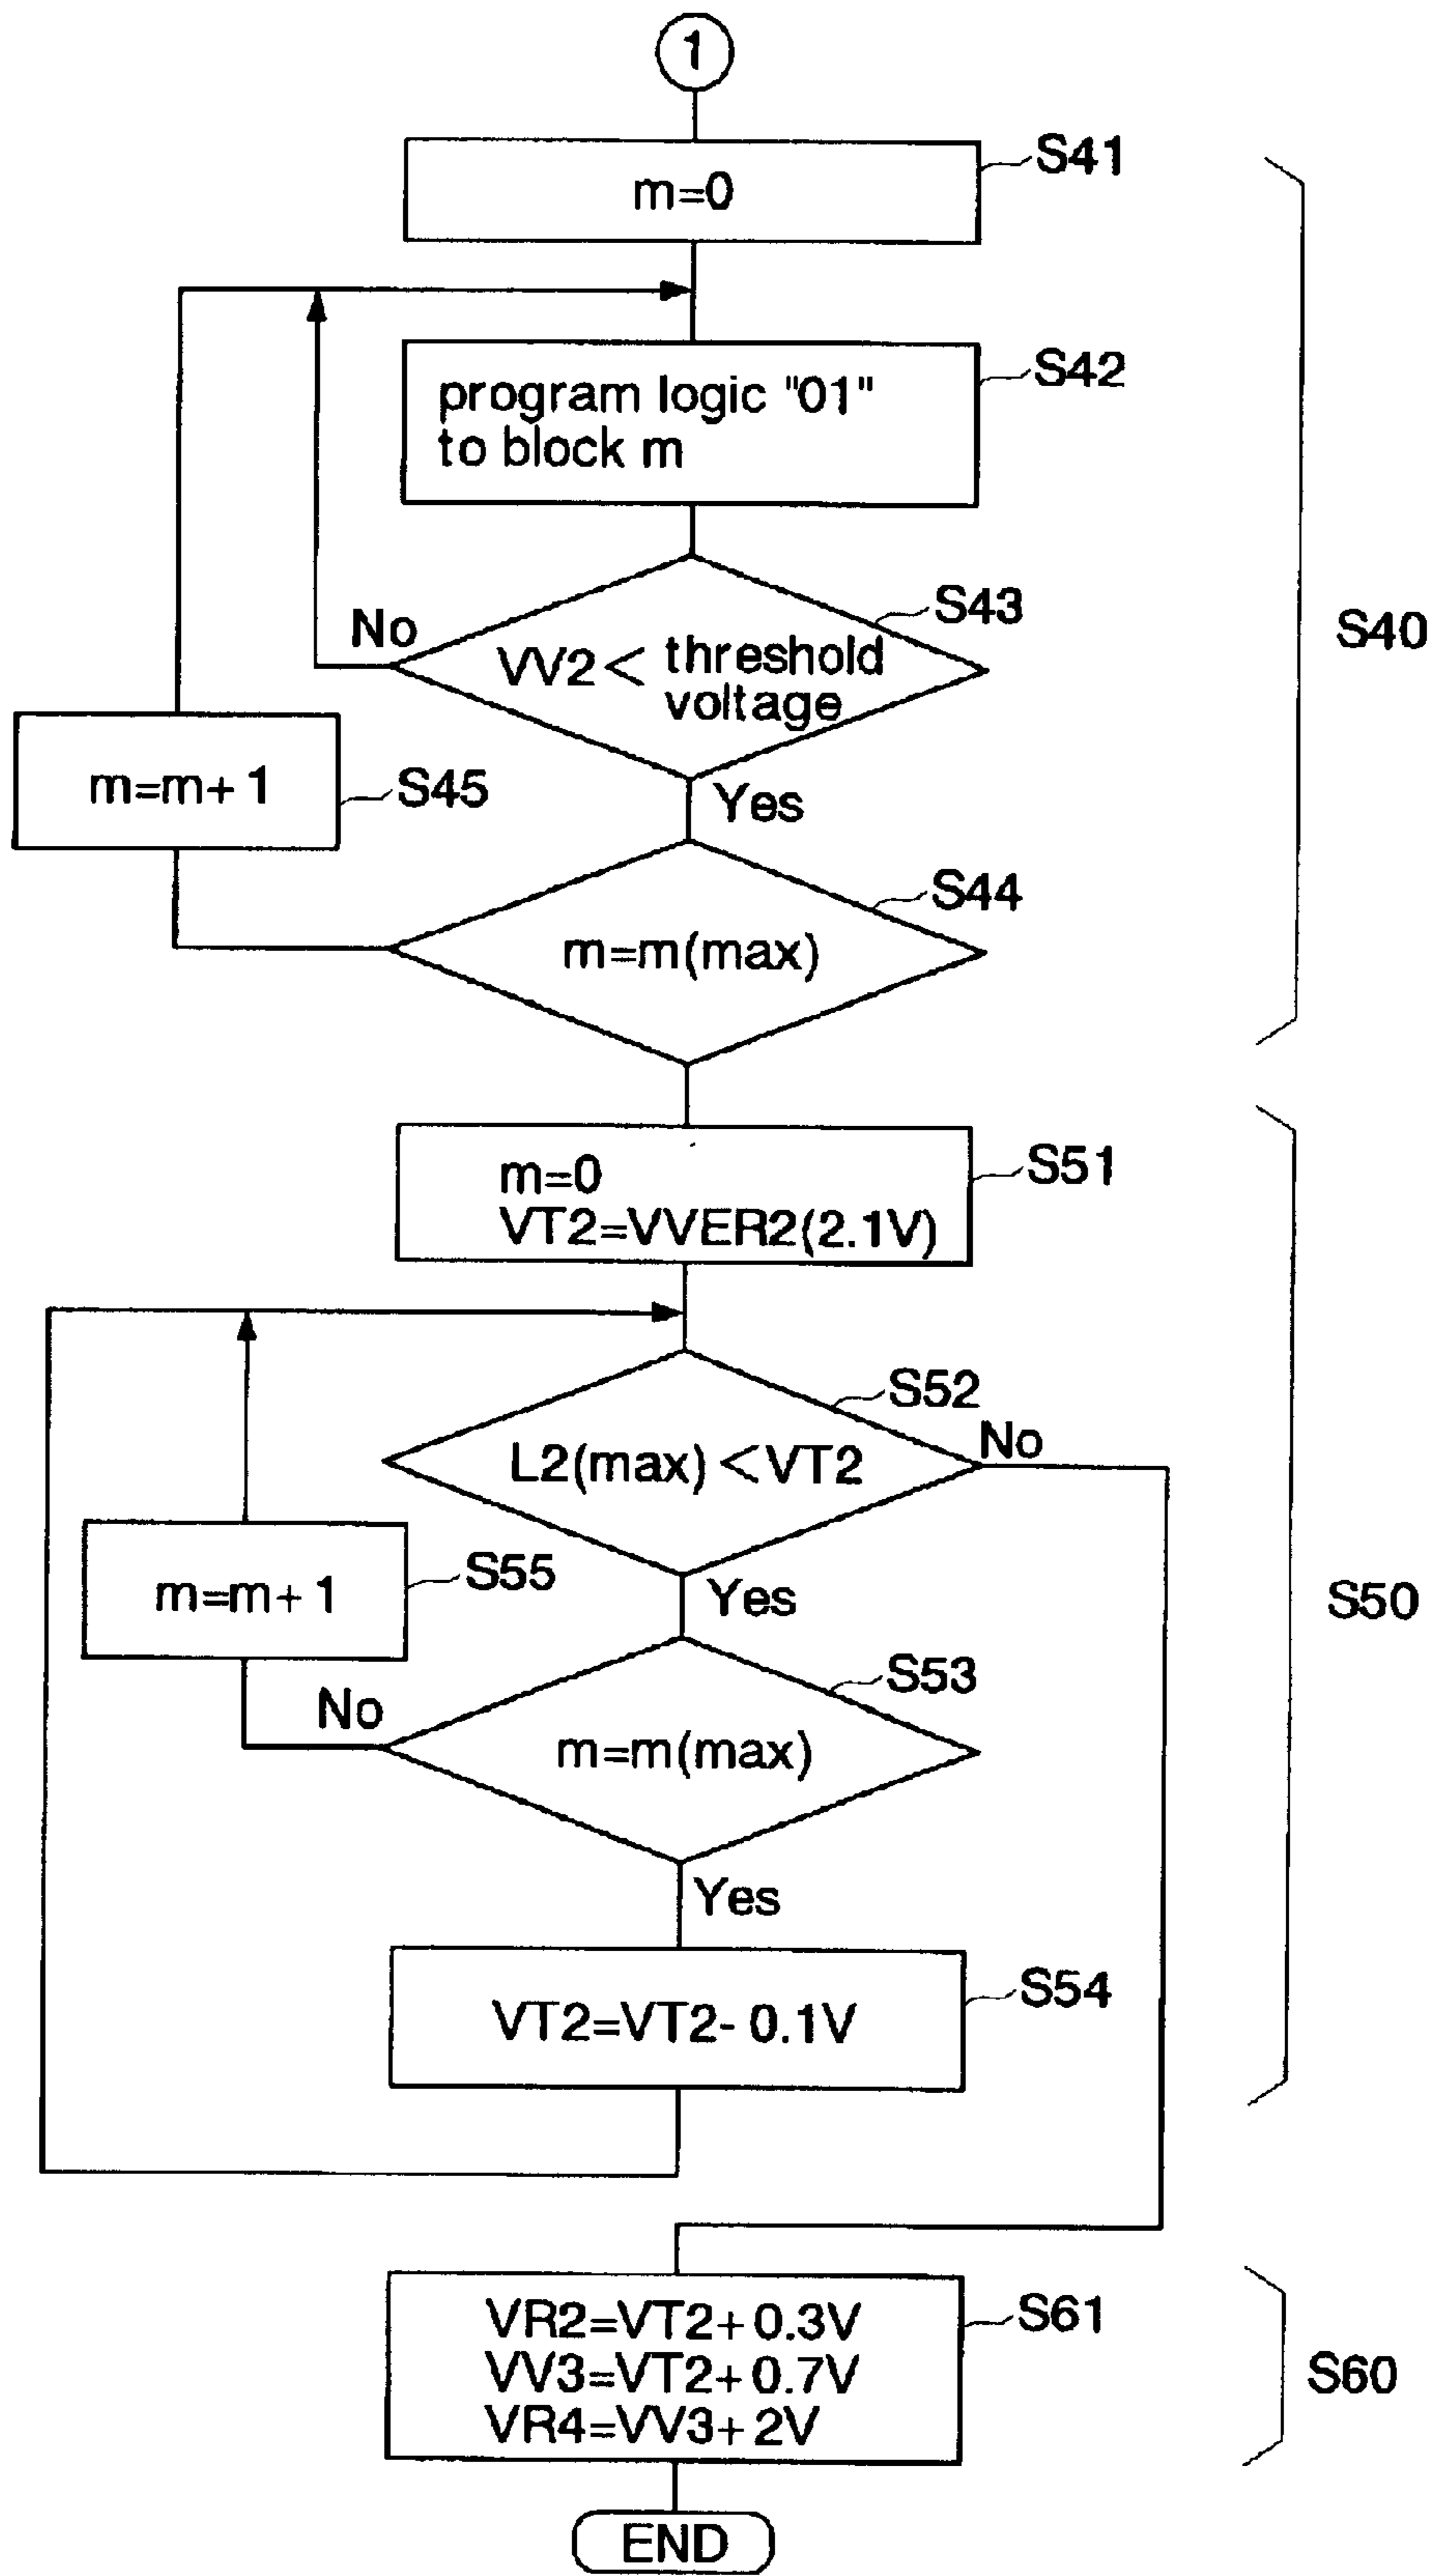 1
m=0
S41
program logic "01"
to block m
S42
VV2 < threshold
voltage
S43
No
Yes
S40
m=m+1
S45
m=m(max)
S44
m=0
VT2=VVER2(2.1V)
S51
L2(max) < VT2
S52
No
Yes
m=m+1
S55
S50
m=m(max)
S53
No
Yes
VT2=VT2- 0.1V
S54
VR2=VT2+ 0.3V
VV3=VT2+ 0.7V
VR4=VV3+ 2V
S61
S60
END